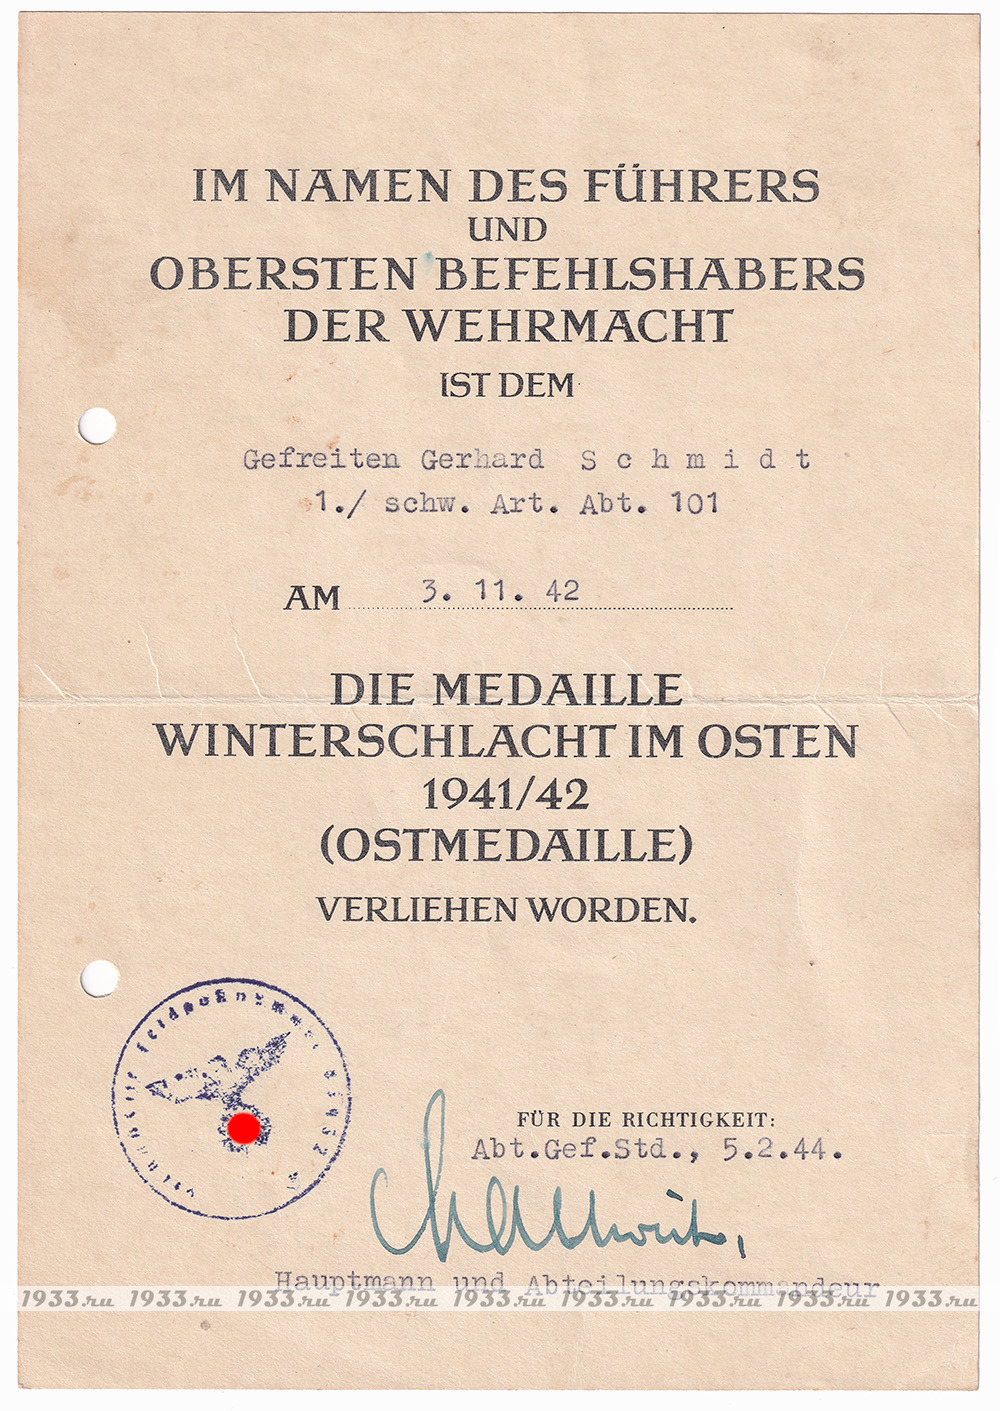 IM NAMEN DES FÜHRERS
UND
OBERSTEN BEFEHLSHABERS
DER WEHRMACHT
IST DEM
Gefreiten Gerhard S c h m i d t
1./ schw. Art. Abt. 101
AM 3. 11. 42
DIE MEDAILLE
WINTERSCHLACHT IM OSTEN
1941/42
(OSTMEDAILLE)
VERLIEHEN WORDEN.
Feldpostnummer
FÜR DIE RICHTIGKEIT:
Abt.Gef.Std., 5.2.44.
Hauptmann und Abteilungskommandeur
1933.ru 1933.ru 1933.ru 1933.ru 1933.ru 1933.ru 1933.ru 1933.ru 1933.ru